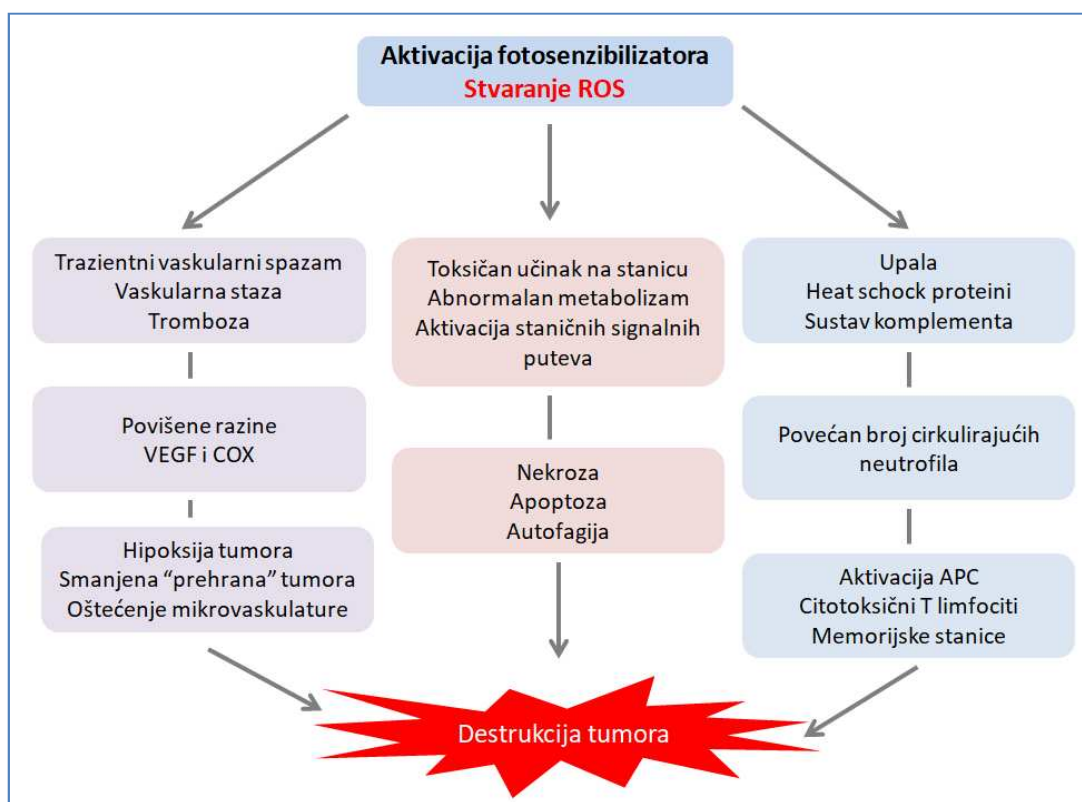 Aktivacija fotosenzibilizatora
Stvaranje ROS
Trazientni vaskularni spazam
Vaskularna staza
Tromboza
Povišene razine
VEGF i COX
Hipoksija tumora
Smanjena “prehrana” tumora
Oštećenje mikrovaskulature
Toksičan učinak na stanicu
Abnormalan metabolizam
Aktivacija staničnih signalnih
puteva
Nekroza
Apoptoza
Autofagija
Upala
Heat schock proteini
Sustav komplementa
Povećan broj cirkulirajućih
neutrofila
Aktivacija APC
Citotoksični T limfociti
Memorijske stanice
Destrukcija tumora